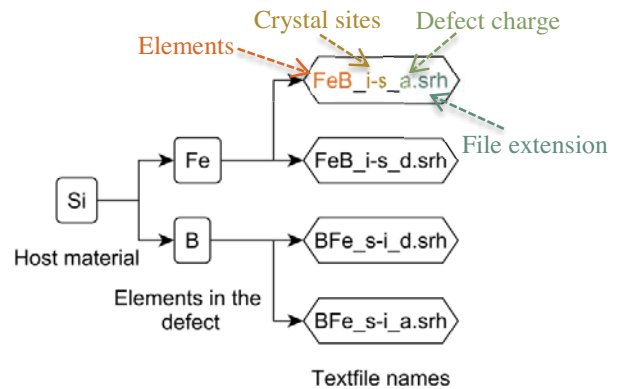 Crystal sites
Elements
Defect charge
FeB_i-s_a.srh
File extension
Fe
FeB_i-s_d.srh
Si
B
BFe_s-i_d.srh
Host material
Elements in the
defect
BFe_s-i_a.srh
Textfile names